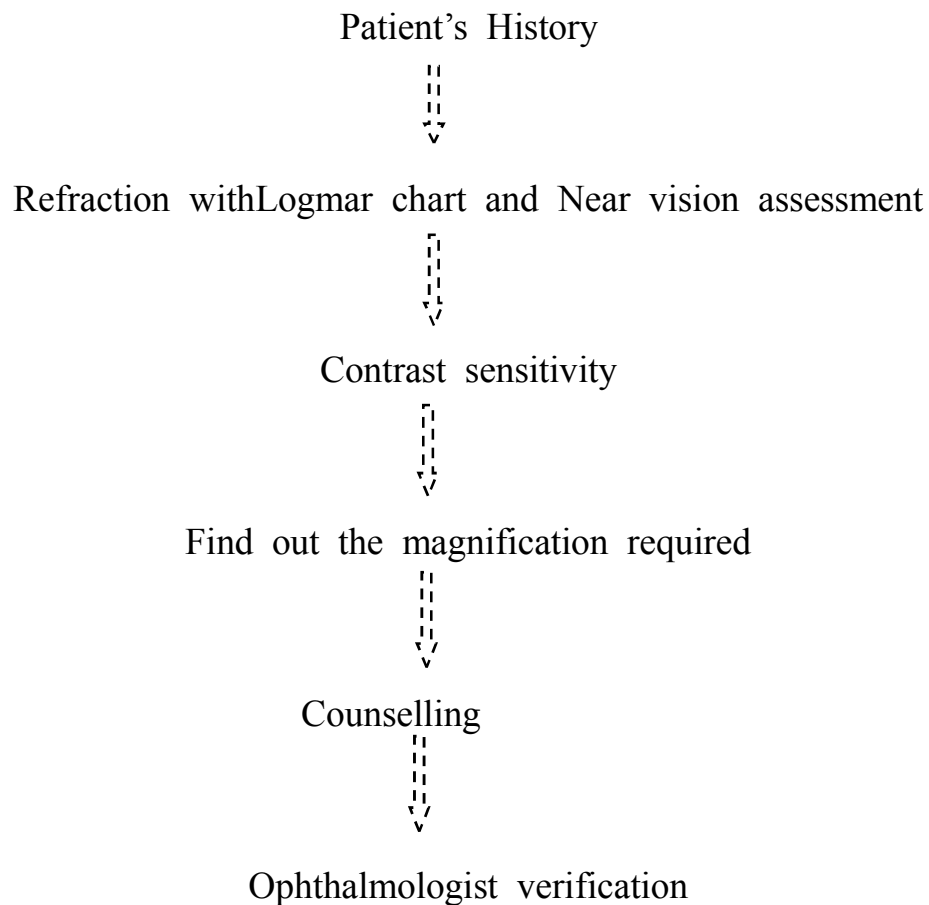 Patient’s History
Refraction withLogmar chart and Near vision assessment
Contrast sensitivity
Find out the magnification required
Counselling
Ophthalmologist verification